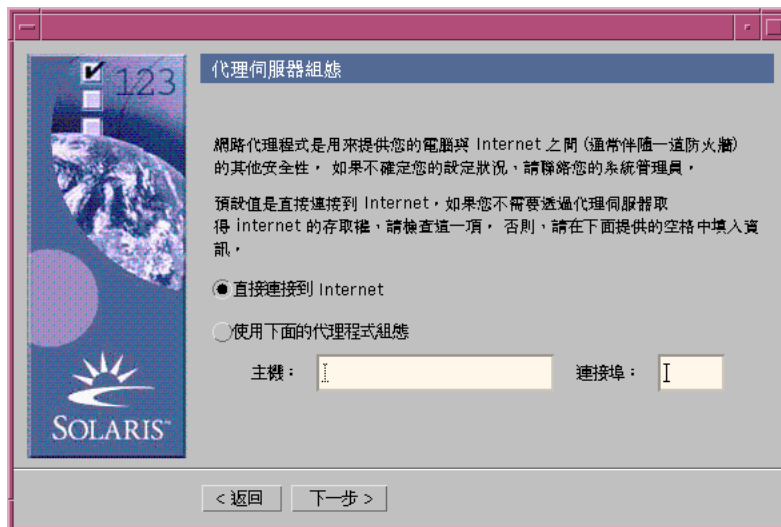 123
代理伺服器組態
網路代理程式是用來提供您的電腦與 Internet 之間 (通常伴隨一道防火牆)
的其他安全性, 如果不確定您的設定狀況、請聯絡您的系統管理員,
預設值是直接連接到 Internet,如果您不需要透過代理伺服器取
得 internet 的存取權、請檢查這一項, 否則、請在下面提供的空格中填入資
訊,
直接連接到 Internet
使用下面的代理程式組態
主機: 連接埠:
SOLARIS™
< 返回 下一步 >